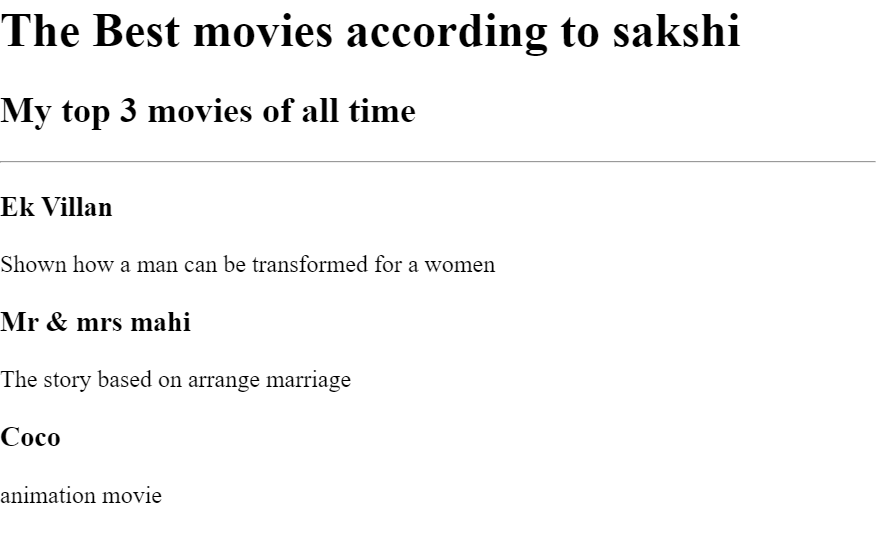 The Best movies according to sakshi
My top 3 movies of all time
Ek Villan
Shown how a man can be transformed for a women
Mr & mrs mahi
The story based on arrange marriage
Coco
animation movie